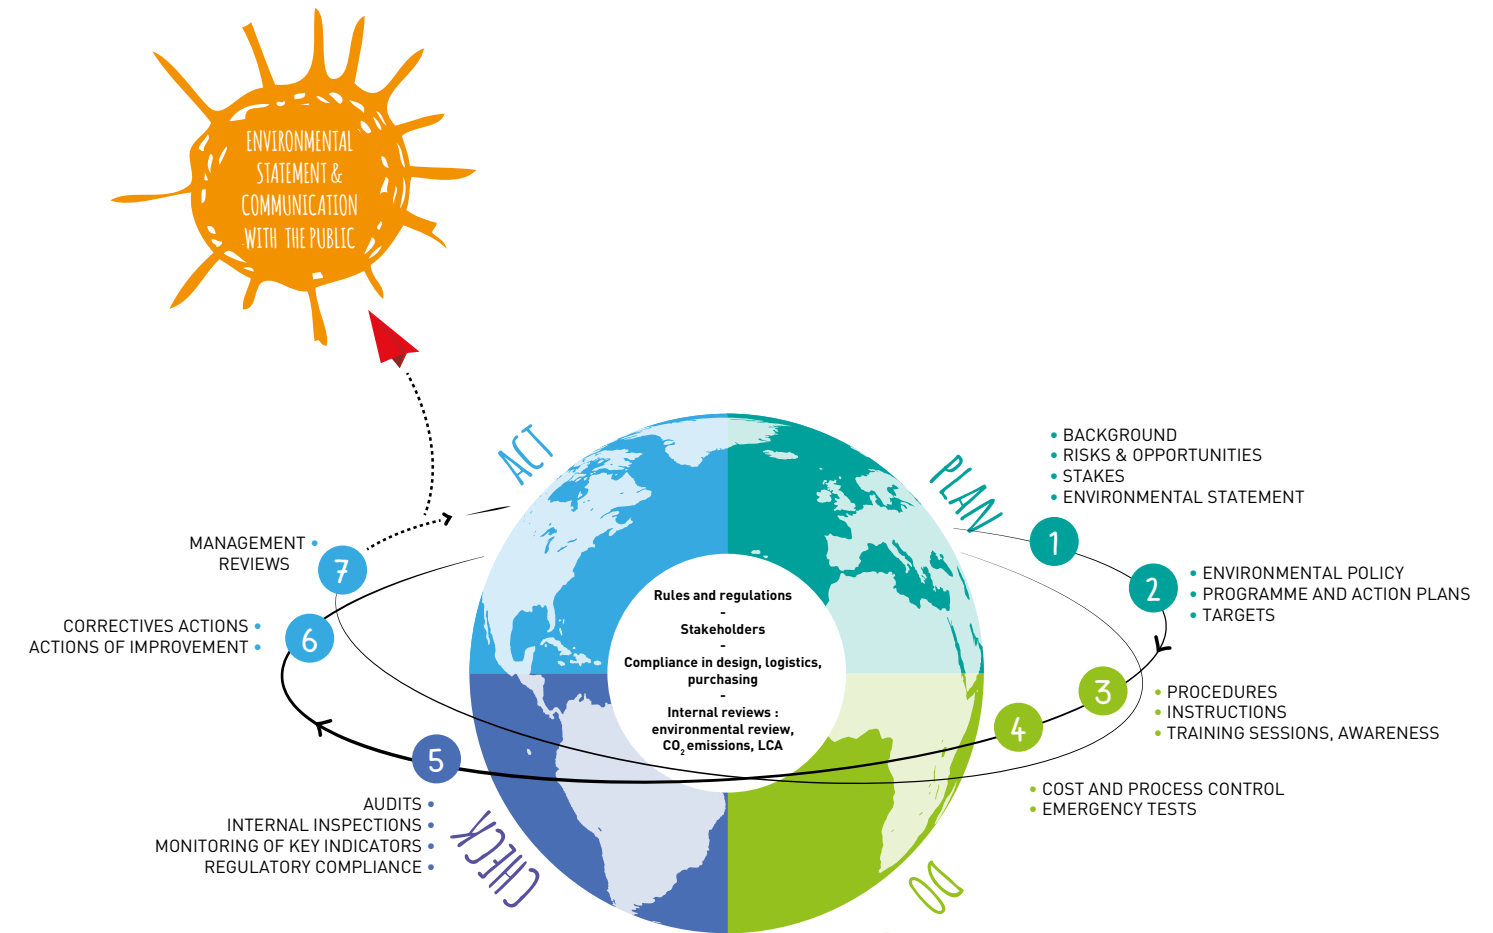 ENVIRONMENTAL
STATEMENT &
COMMUNICATION
WITH THE PUBLIC
ACT
PLAN
• BACKGROUND
• RISKS & OPPORTUNITIES
• STAKES
• ENVIRONMENTAL STATEMENT
1
2
• ENVIRONMENTAL POLICY
• PROGRAMME AND ACTION PLANS
• TARGETS
3
• PROCEDURES
• INSTRUCTIONS
• TRAINING SESSIONS, AWARENESS
4
• COST AND PROCESS CONTROL
• EMERGENCY TESTS
DO
CHECK
5
AUDITS •
INTERNAL INSPECTIONS •
MONITORING OF KEY INDICATORS •
REGULATORY COMPLIANCE •
6
CORRECTIVES ACTIONS •
ACTIONS OF IMPROVEMENT •
7
MANAGEMENT •
REVIEWS
Rules and regulations
-
Stakeholders
-
Compliance in design, logistics,
purchasing
-
Internal reviews :
environmental review,
CO2 emissions, LCA